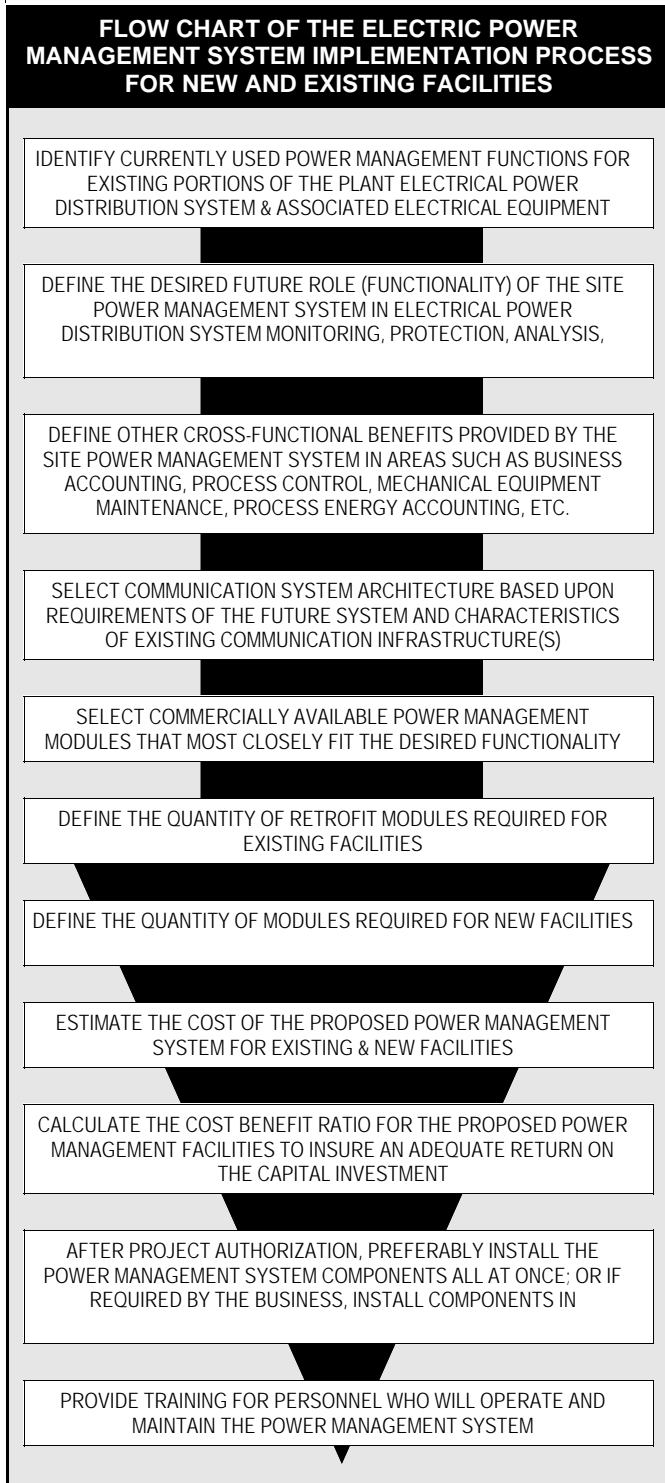 FLOW CHART OF THE ELECTRIC POWER
MANAGEMENT SYSTEM IMPLEMENTATION PROCESS
FOR NEW AND EXISTING FACILITIES
IDENTIFY CURRENTLY USED POWER MANAGEMENT FUNCTIONS FOR
EXISTING PORTIONS OF THE PLANT ELECTRICAL POWER
DISTRIBUTION SYSTEM & ASSOCIATED ELECTRICAL EQUIPMENT
DEFINE THE DESIRED FUTURE ROLE (FUNCTIONALITY) OF THE SITE
POWER MANAGEMENT SYSTEM IN ELECTRICAL POWER
DISTRIBUTION SYSTEM MONITORING, PROTECTION, ANALYSIS,
DEFINE OTHER CROSS-FUNCTIONAL BENEFITS PROVIDED BY THE
SITE POWER MANAGEMENT SYSTEM IN AREAS SUCH AS BUSINESS
ACCOUNTING, PROCESS CONTROL, MECHANICAL EQUIPMENT
MAINTENANCE, PROCESS ENERGY ACCOUNTING, ETC.
SELECT COMMUNICATION SYSTEM ARCHITECTURE BASED UPON
REQUIREMENTS OF THE FUTURE SYSTEM AND CHARACTERISTICS
OF EXISTING COMMUNICATION INFRASTRUCTURE(S)
SELECT COMMERCIALLY AVAILABLE POWER MANAGEMENT
MODULES THAT MOST CLOSELY FIT THE DESIRED FUNCTIONALITY
DEFINE THE QUANTITY OF RETROFIT MODULES REQUIRED FOR
EXISTING FACILITIES
DEFINE THE QUANTITY OF MODULES REQUIRED FOR NEW FACILITIES
ESTIMATE THE COST OF THE PROPOSED POWER MANAGEMENT
SYSTEM FOR EXISTING & NEW FACILITIES
CALCULATE THE COST BENEFIT RATIO FOR THE PROPOSED POWER
MANAGEMENT FACILITIES TO INSURE AN ADEQUATE RETURN ON
THE CAPITAL INVESTMENT
AFTER PROJECT AUTHORIZATION, PREFERABLY INSTALL THE
POWER MANAGEMENT SYSTEM COMPONENTS ALL AT ONCE; OR IF
REQUIRED BY THE BUSINESS, INSTALL COMPONENTS IN
PROVIDE TRAINING FOR PERSONNEL WHO WILL OPERATE AND
MAINTAIN THE POWER MANAGEMENT SYSTEM